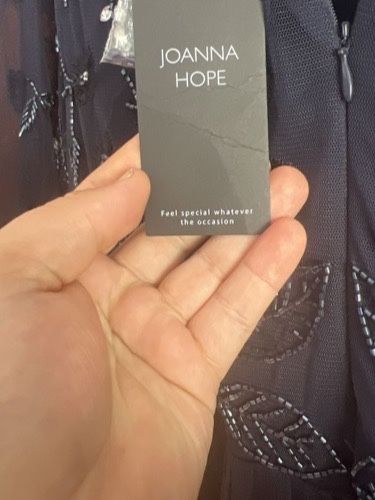 JOANNA
HOPE
Feel special whatever
the occasion